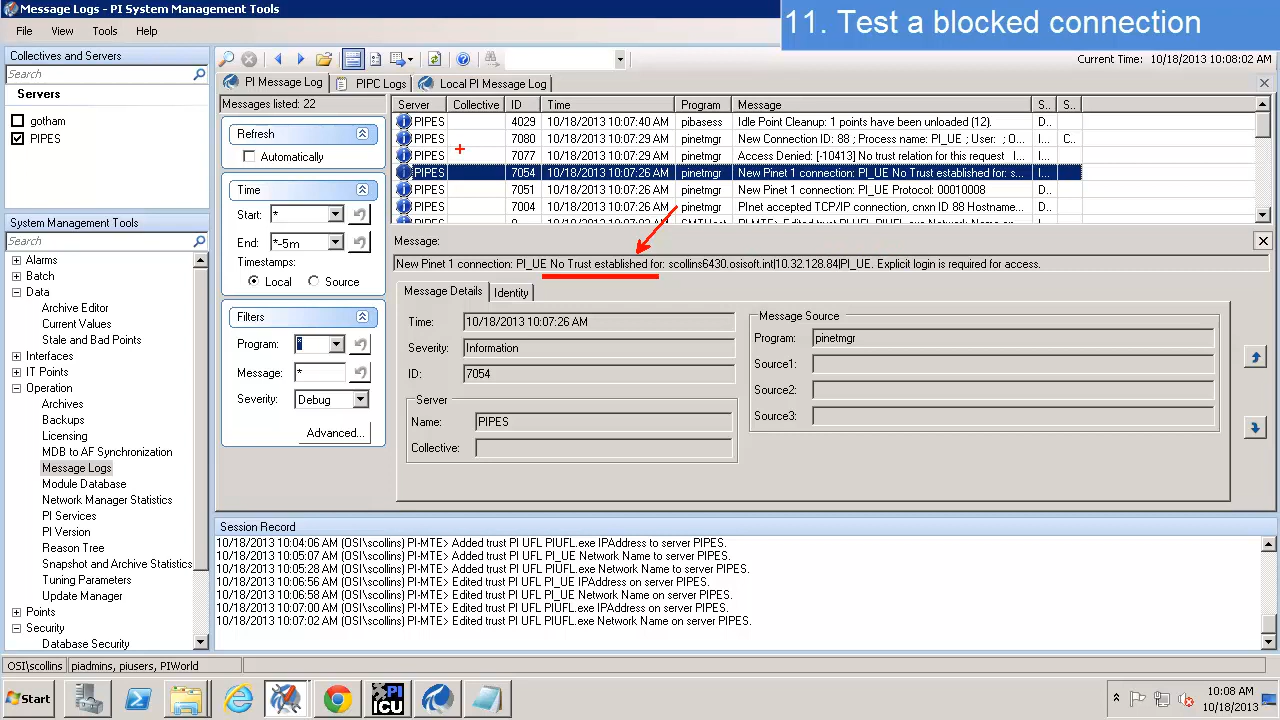 Message Logs - PI System Management Tools
11. Test a blocked connection
File View Tools Help
Current Time: 10/18/2013 10:08:02 AM
Collectives and Servers
Search
Servers
gotham
PIPES
System Management Tools
Search
Alarms
Batch
Data
Archive Editor
Current Values
Stale and Bad Points
Interfaces
IT Points
Operation
Archives
Backups
Licensing
MDB to AF Synchronization
Message Logs
Module Database
Network Manager Statistics
PI Services
PI Version
Reason Tree
Snapshot and Archive Statistics
Tuning Parameters
Update Manager
Points
Security
Database Security
PI Message Log PIPC Logs Local PI Message Log
Messages listed: 22
Refresh
Automatically
Time
Start: *
End: *-5m
Timestamps:
Local Source
Filters
Program: *
Message: *
Severity: Debug
Advanced...
Server Collective ID Time Program Message S.. S..
PIPES 4029 10/18/2013 10:07:40 AM pibasess Idle Point Cleanup: 1 points have been unloaded (12). D..
PIPES 7080 10/18/2013 10:07:29 AM pinetmgr New Connection ID: 88 ; Process name: PI_UE ; User: ; O... I... C..
PIPES 7077 10/18/2013 10:07:29 AM pinetmgr Access Denied: [-10413] No trust relation for this request I... I...
PIPES 7054 10/18/2013 10:07:26 AM pinetmgr New Pinet 1 connection: PI_UE No Trust established for: s... I...
PIPES 7051 10/18/2013 10:07:26 AM pinetmgr New Pinet 1 connection: PI_UE Protocol: 00010008 D..
PIPES 7004 10/18/2013 10:07:26 AM pinetmgr PInet accepted TCP/IP connection, cnxn ID 88 Hostname... D..
Message:
New Pinet 1 connection: PI_UE No Trust established for: scollins6430.osisoft.int|10.32.128.84|PI_UE. Explicit login is required for access.
Message Details Identity
Time: 10/18/2013 10:07:26 AM
Severity: Information
ID: 7054
Server
Name: PIPES
Collective:
Message Source
Program: pinetmgr
Source1:
Source2:
Source3:
Session Record
10/18/2013 10:04:06 AM (OSI\scollins) PI-MTE> Added trust PI UFL PIUFL.exe IPAddress to server PIPES.
10/18/2013 10:05:07 AM (OSI\scollins) PI-MTE> Added trust PI UFL PI_UE Network Name to server PIPES.
10/18/2013 10:05:28 AM (OSI\scollins) PI-MTE> Added trust PI UFL PIUFL.exe Network Name to server PIPES.
10/18/2013 10:06:56 AM (OSI\scollins) PI-MTE> Edited trust PI UFL PI_UE IPAddress on server PIPES.
10/18/2013 10:06:58 AM (OSI\scollins) PI-MTE> Edited trust PI UFL PI_UE Network Name on server PIPES.
10/18/2013 10:07:00 AM (OSI\scollins) PI-MTE> Edited trust PI UFL PIUFL.exe IPAddress on server PIPES.
10/18/2013 10:07:02 AM (OSI\scollins) PI-MTE> Edited trust PI UFL PIUFL.exe Network Name on server PIPES.
OSI\scollins piadmins, piusers, PIWorld
Start
PI
ICU
10:08 AM
10/18/2013